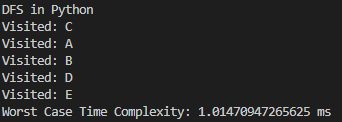 DFS in Python
Visited: C
Visited: A
Visited: B
Visited: D
Visited: E
Worst Case Time Complexity: 1.01470947265625 ms